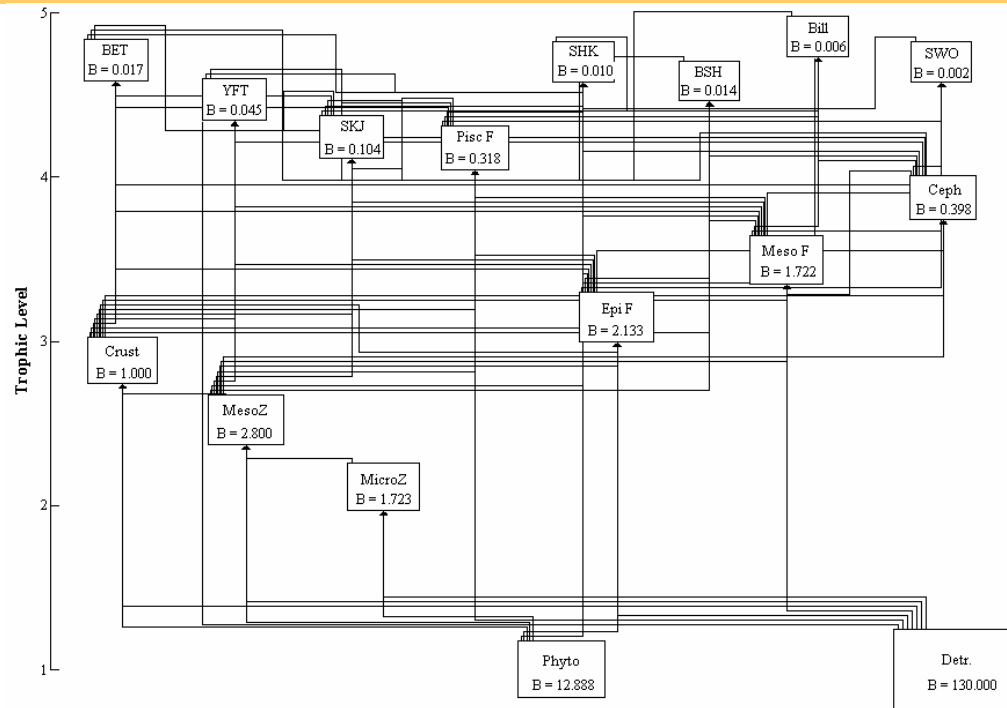 5
Bill
B = 0.006
BET
B = 0.017
SHK
B = 0.010
SWO
B = 0.002
BSH
B = 0.014
YFT
B = 0.045
SKJ
B = 0.104
Pisc F
B = 0.318
4
Ceph
B = 0.398
Meso F
B = 1.722
Trophic Level
Epi F
B = 2.133
3
Crust
B = 1.000
MesoZ
B = 2.800
MicroZ
B = 1.723
2
Phyto
B = 12.888
Detr.
B = 130.000
1